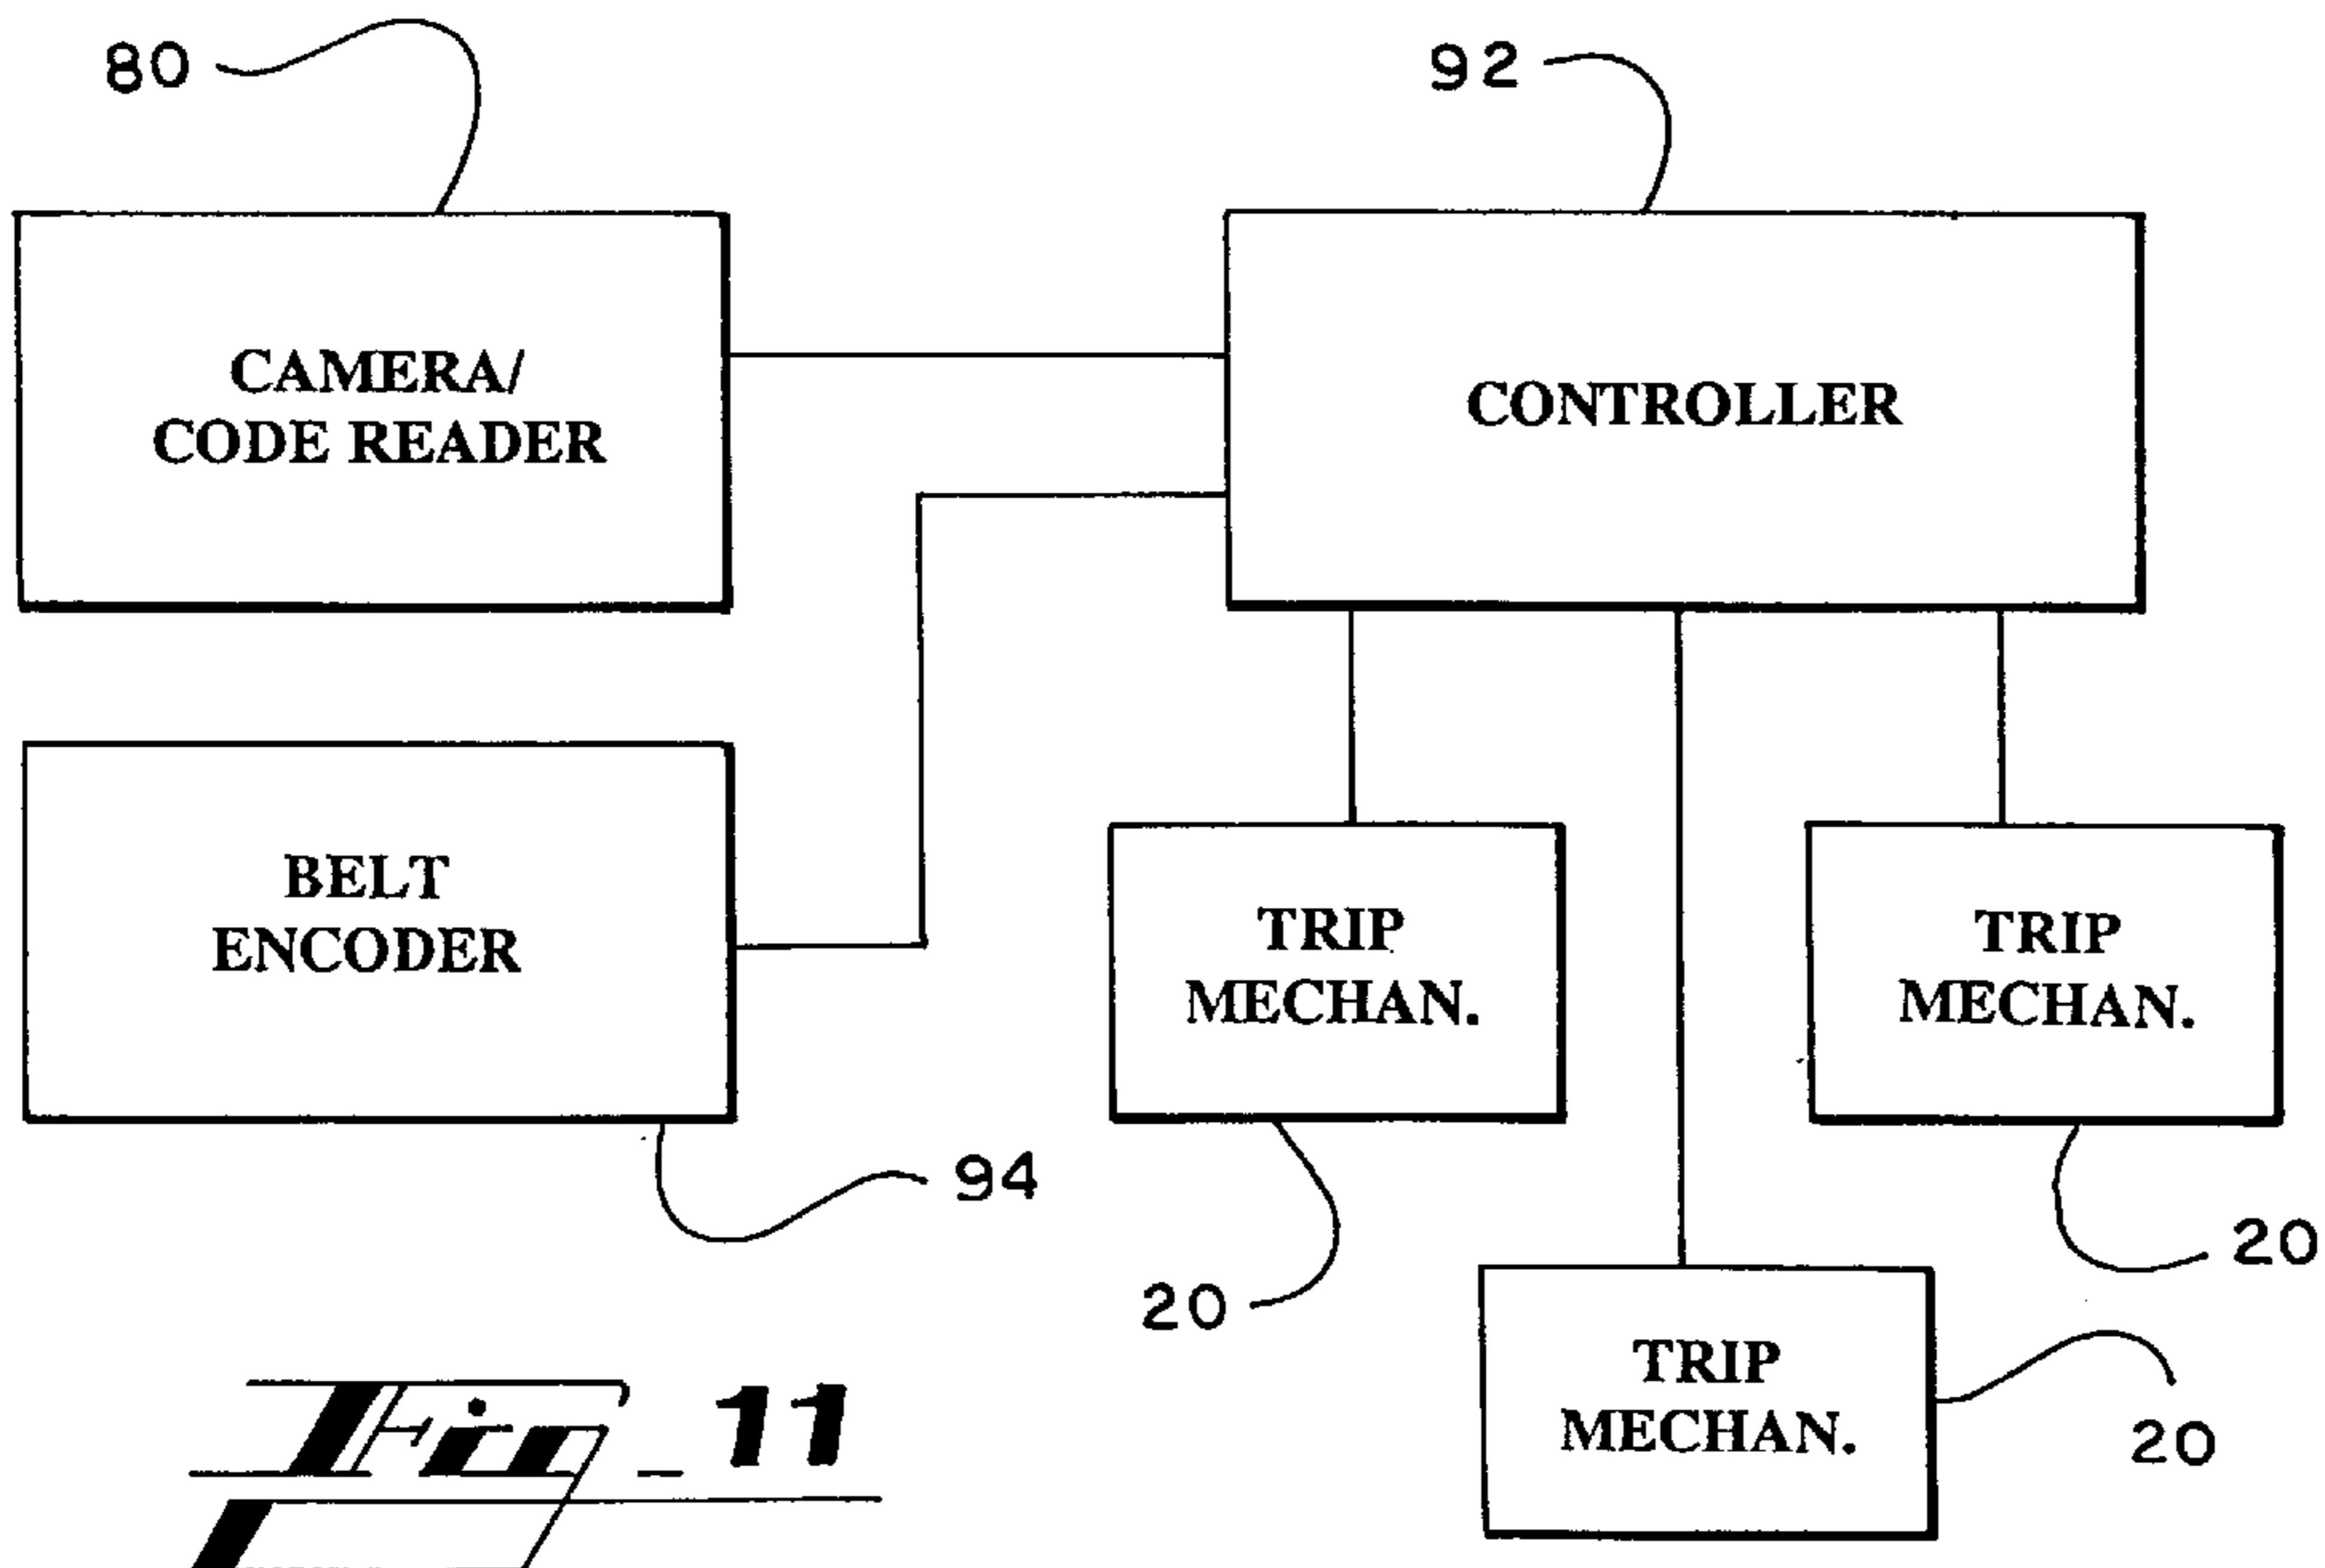 80
92
CAMERA/
CODE READER
CONTROLLER
BELT
ENCODER
TRIP
MECHAN.
TRIP
MECHAN.
94
20
20
TRIP
MECHAN.
20
Fig_11